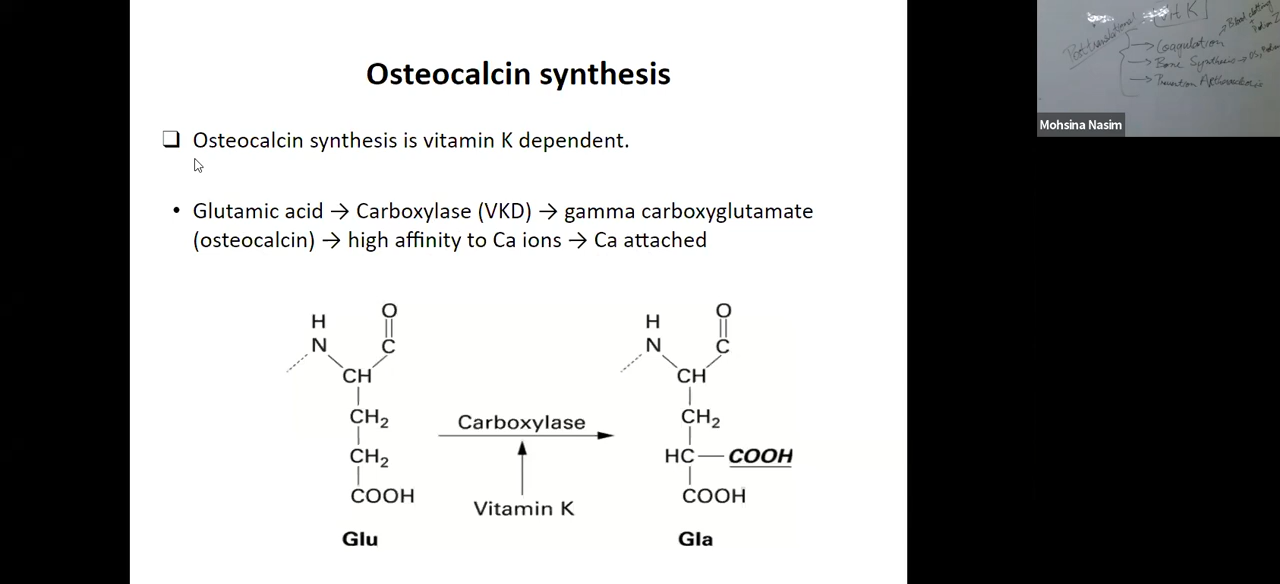 Osteocalcin synthesis
❑ Osteocalcin synthesis is vitamin K dependent.
• Glutamic acid → Carboxylase (VKD) → gamma carboxyglutamate
(osteocalcin) → high affinity to Ca ions → Ca attached
H
N
O
C
CH
CH₂
CH₂
COOH
Glu
Carboxylase
Vitamin K
H
N
O
C
CH
CH₂
HC — COOH
COOH
Gla
K
Blood clotting
→ Coagulation
→ Bone Synthesis →
→
Mohsina Nasim